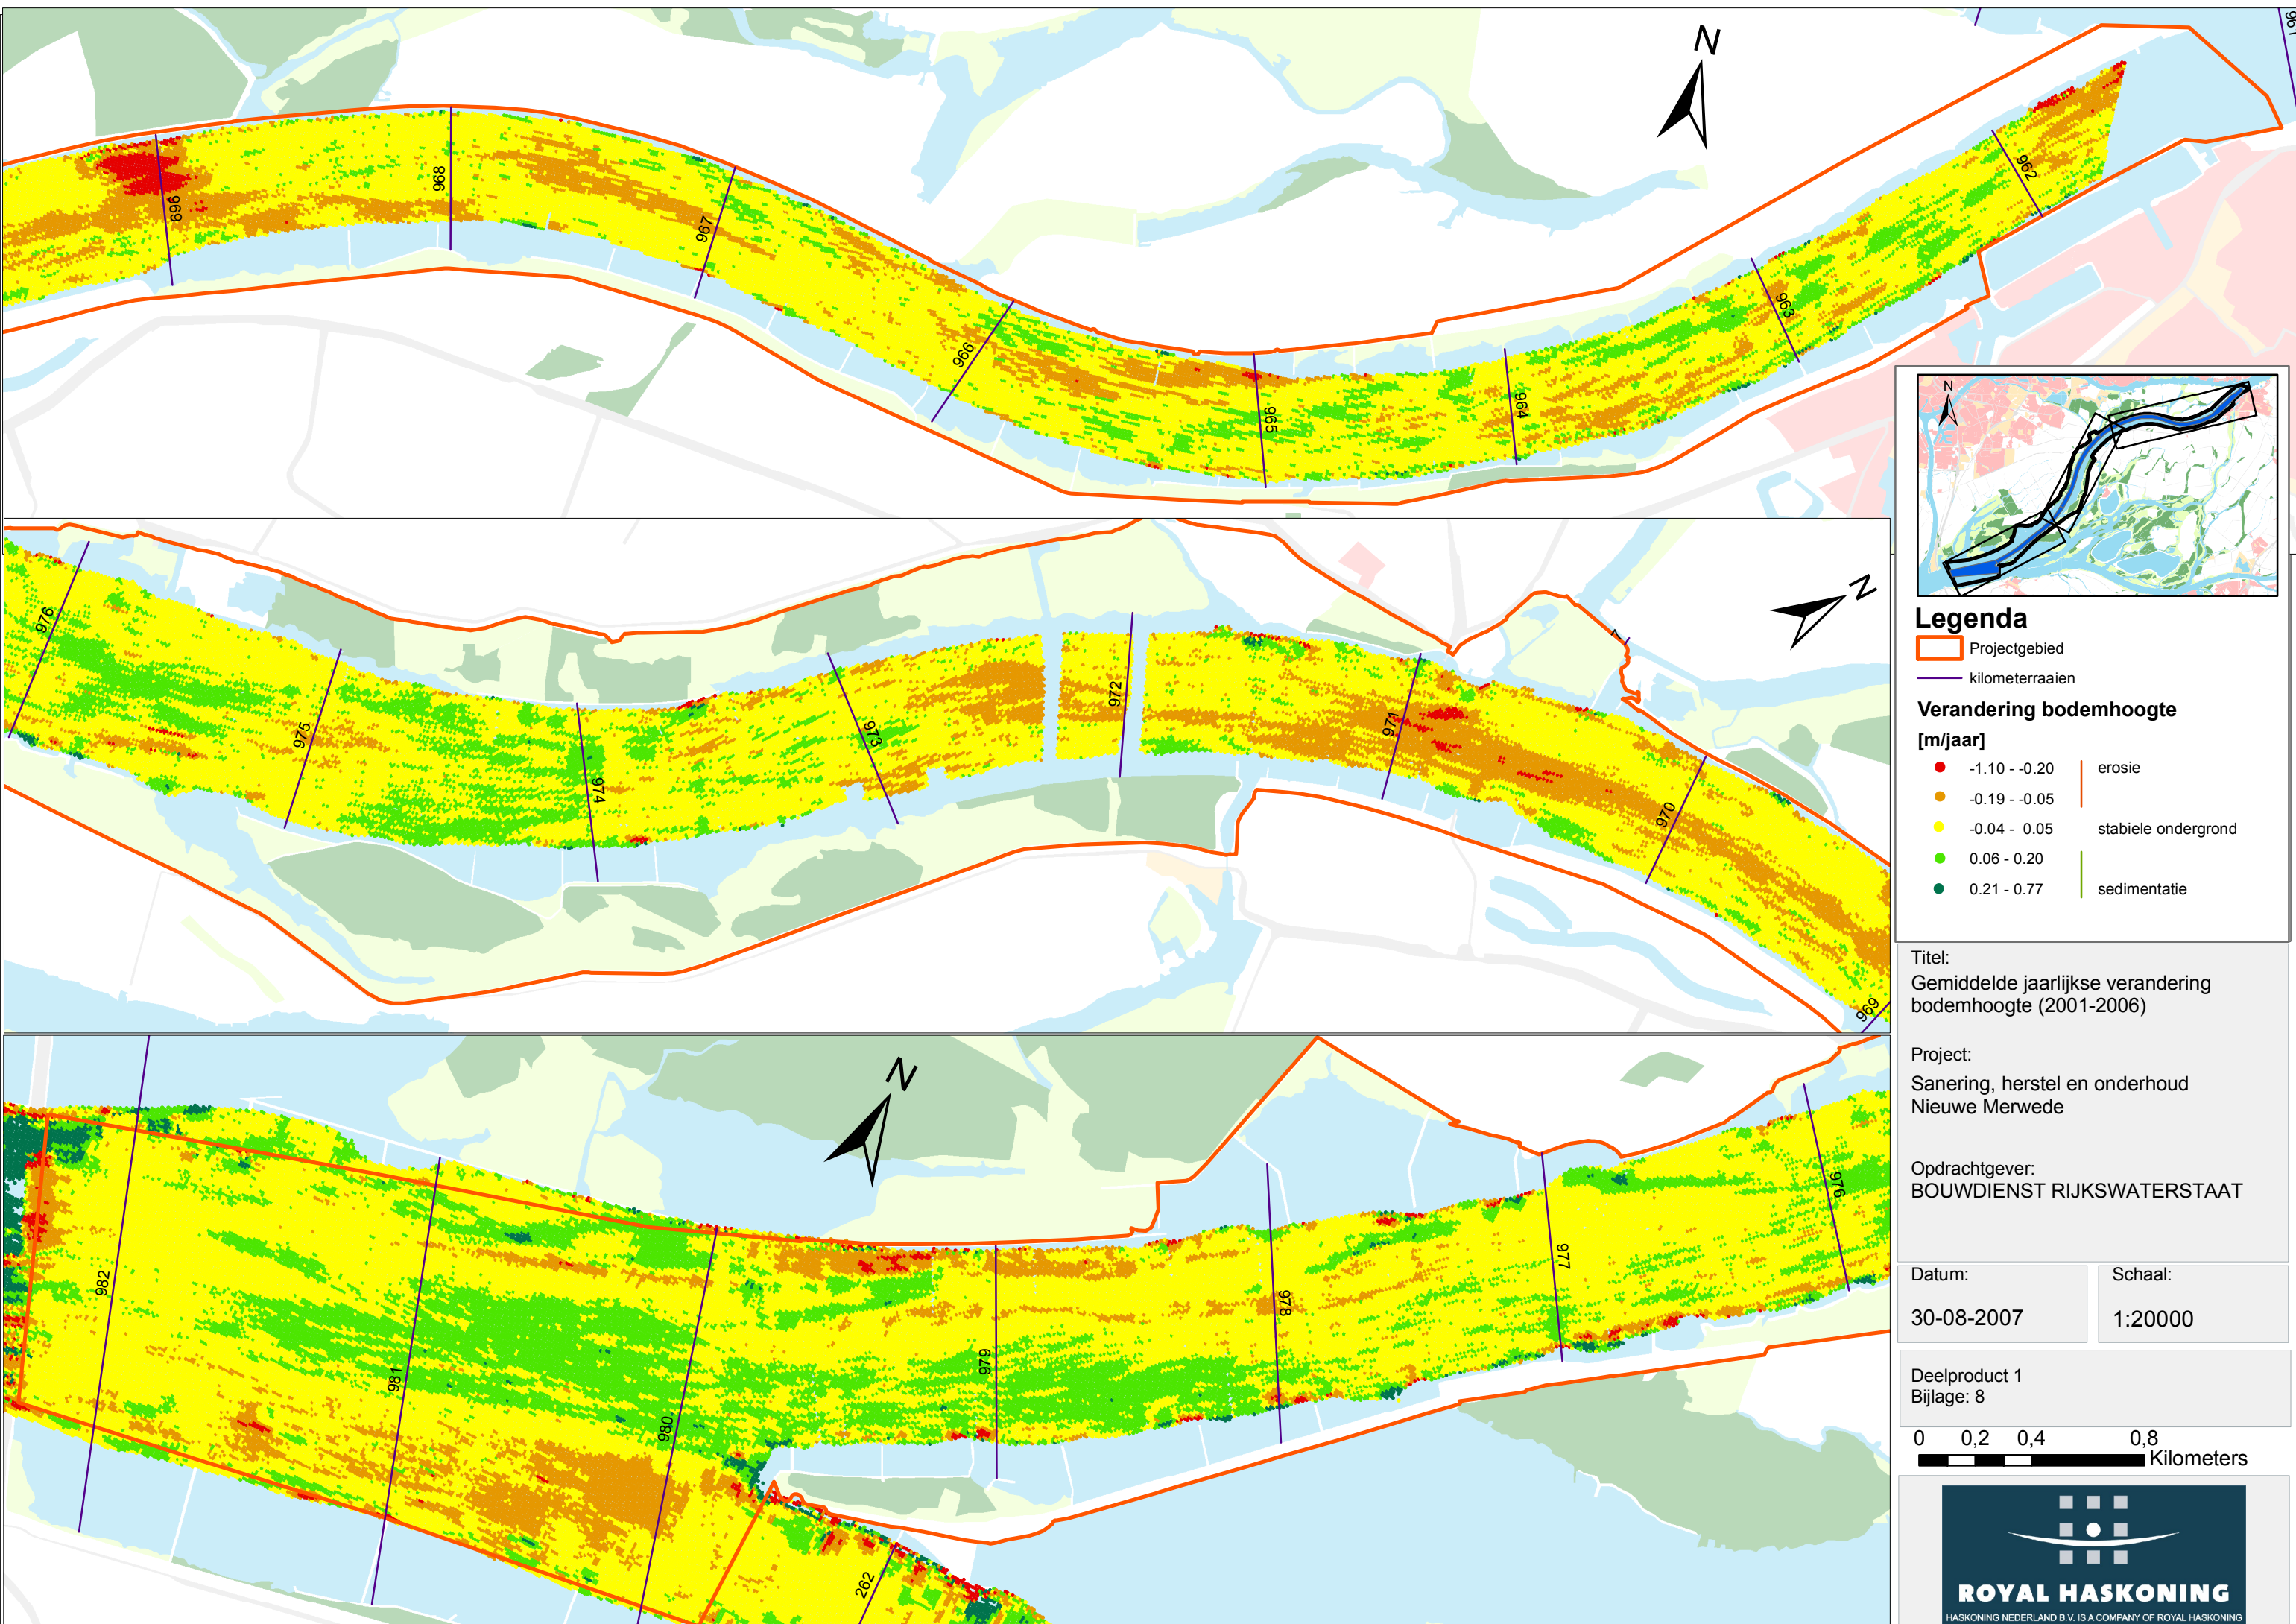 N
961
962
963
964
965
966
967
968
969
N
976
975
974
973
972
971
970
969
7
N
982
981
980
979
978
977
976
262
N
Legenda
Projectgebied
kilometerraaien
Verandering bodemhoogte
[m/jaar]
-1.10 - -0.20 erosie
-0.19 - -0.05
-0.04 - 0.05 stabiele ondergrond
0.06 - 0.20
0.21 - 0.77 sedimentatie
Titel:
Gemiddelde jaarlijkse verandering
bodemhoogte (2001-2006)
Project:
Sanering, herstel en onderhoud
Nieuwe Merwede
Opdrachtgever:
BOUWDIENST RIJKSWATERSTAAT
Datum: Schaal:
30-08-2007 1:20000
Deelproduct 1
Bijlage: 8
0 0,2 0,4 0,8
Kilometers
ROYAL HASKONING
HASKONING NEDERLAND B.V. IS A COMPANY OF ROYAL HASKONING